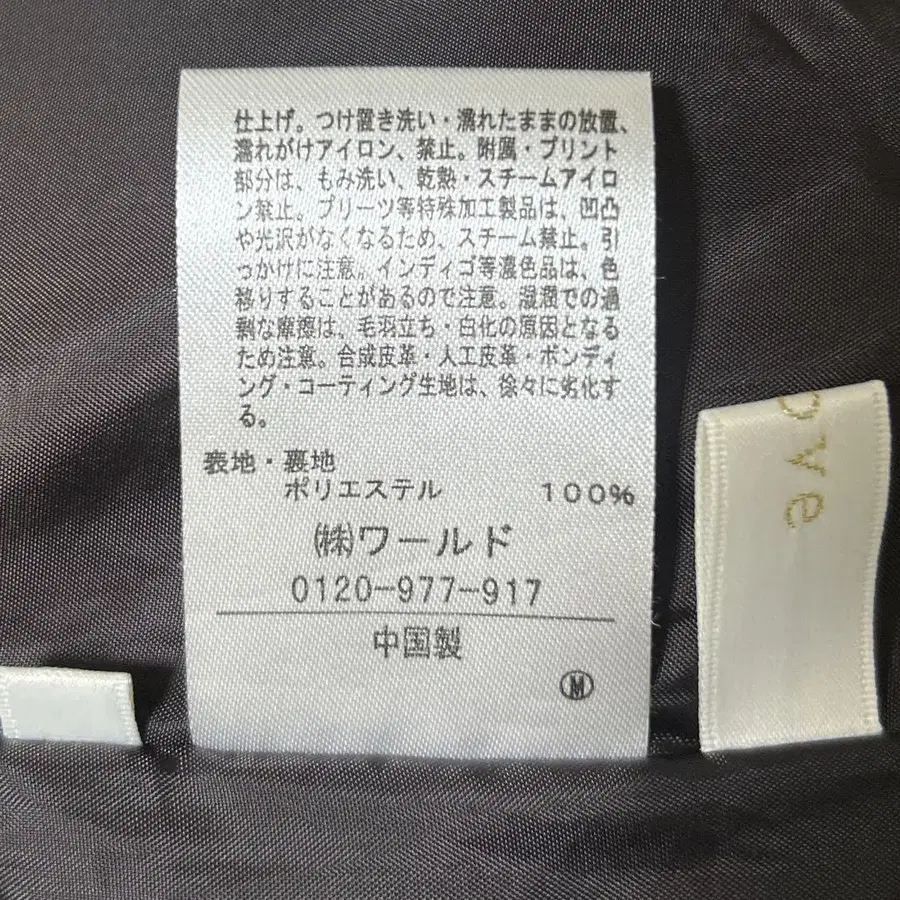 仕上げ。つけ置き洗い・濡れたままの放置、
濡れがけアイロン、禁止。附属・プリント
部分は、もみ洗い、乾熱・スチームアイロ
ン禁止。プリーツ等特殊加工製品は、凹凸
や光沢がなくなるため、スチーム禁止。引
っかけに注意。インディゴ等濃色品は、色
移りすることがあるので注意。湿潤での過
剰な摩擦は、毛羽立ち・白化の原因となる
ため注意。合成皮革・人工皮革・ボンディ
ング・コーティング生地は、徐々に劣化す
る。
表地・裏地
ポリエステル 100%
㈱ワールド
0120-977-917
中国製
Ⓜ
ove